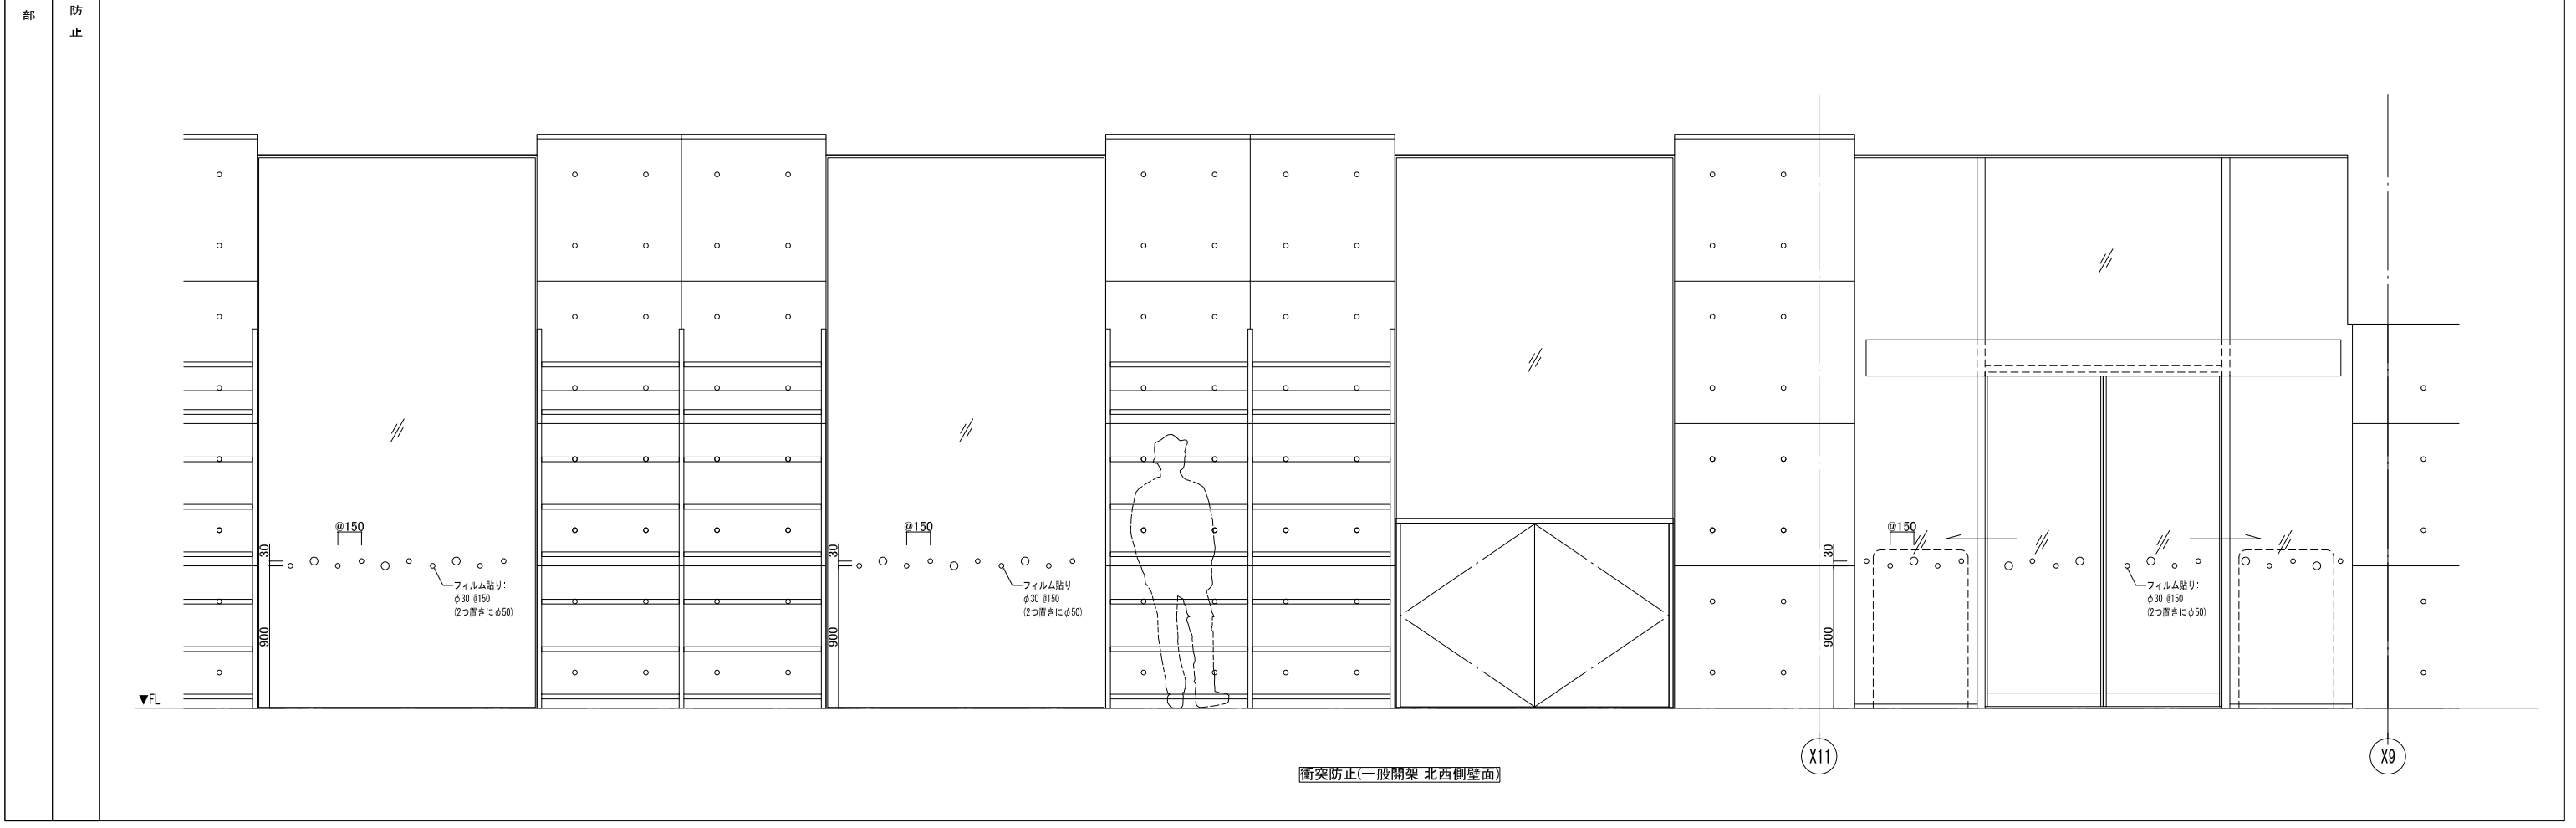 部
防
止
@150
30
900
フィルム貼り:
φ30 @150
(2つ置きにφ50)
@150
30
900
フィルム貼り:
φ30 @150
(2つ置きにφ50)
@150
30
900
フィルム貼り:
φ30 @150
(2つ置きにφ50)
▼FL
X11
X9
衝突防止(一般開架 北西側壁面)